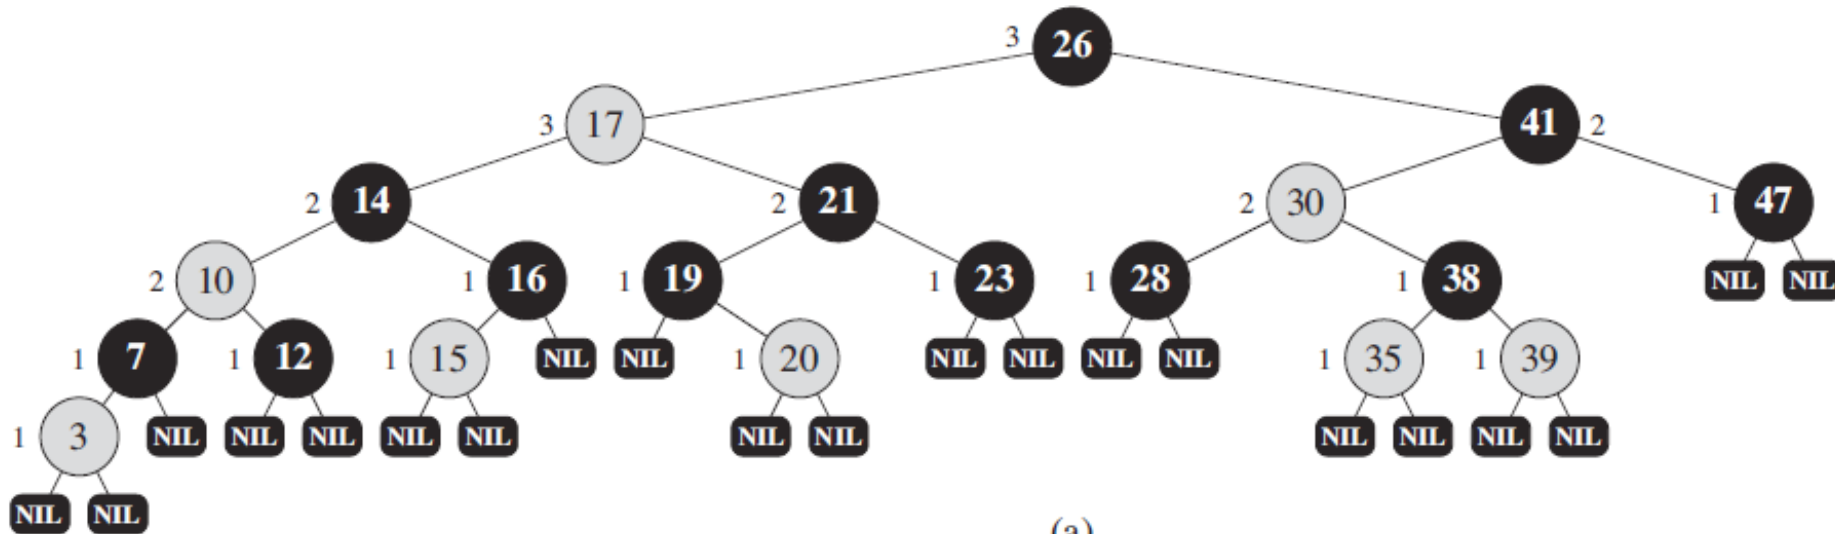 3 26
3 17 41 2
2 14 2 21 2 30 1 47
2 10 1 16 1 19 1 23 1 28 1 38 NIL NIL
1 7 1 12 1 15 NIL NIL 1 20 NIL NIL NIL NIL 1 35 1 39
1 3 NIL NIL NIL NIL NIL NIL NIL NIL NIL NIL NIL
NIL NIL
(a)